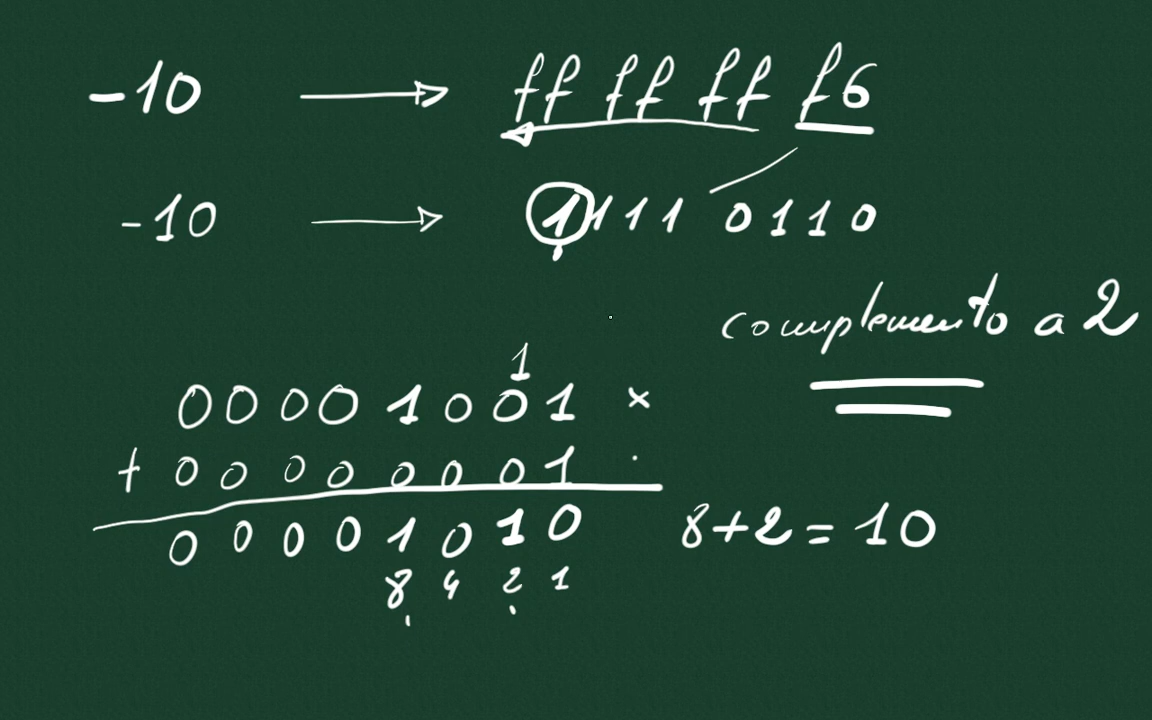 -10 → ff ff ff f6
-10 → 1111 0110
complemento a 2
1
00001001 ×
+ 00000001 .
00001010 8+2=10
8 4 2 1